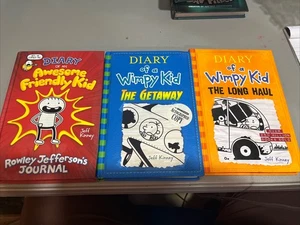 DIARY
of an
Awesome
Friendly Kid
Jeff
Kinney
Rowley Jefferson's
JOURNAL
DIARY
of a
Wimpy Kid
THE GETAWAY
Jeff Kinney
DIARY
of a
Wimpy Kid
THE LONG HAUL
Jeff Kinney